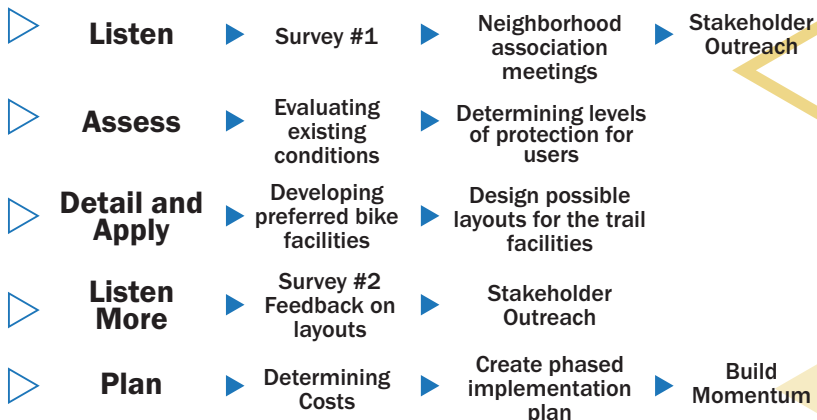 Listen
Survey #1
Neighborhood
association
meetings
Stakeholder
Outreach
Assess
Evaluating
existing
conditions
Determining levels
of protection for
users
Detail and
Apply
Developing
preferred bike
facilities
Design possible
layouts for the trail
facilities
Listen
More
Survey #2
Feedback on
layouts
Stakeholder
Outreach
Plan
Determining
Costs
Create phased
implementation
plan
Build
Momentum